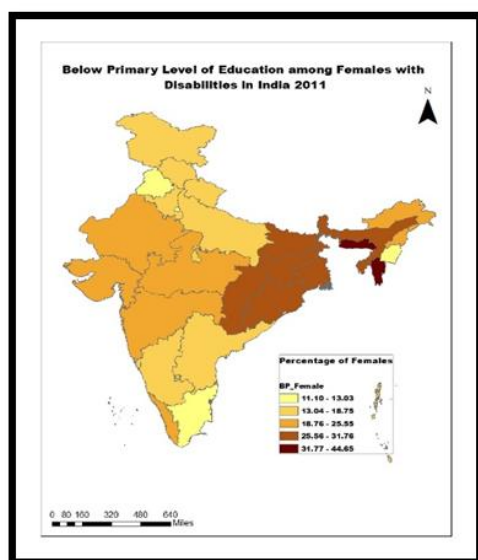 Below Primary Level of Education among Females with
Disabilities in India 2011
N
Percentage of Females
BP_Female
11.10 - 13.03
13.04 - 18.75
18.76 - 25.55
25.56 - 31.76
31.77 - 44.65
0 80 160 320 480 640
Miles